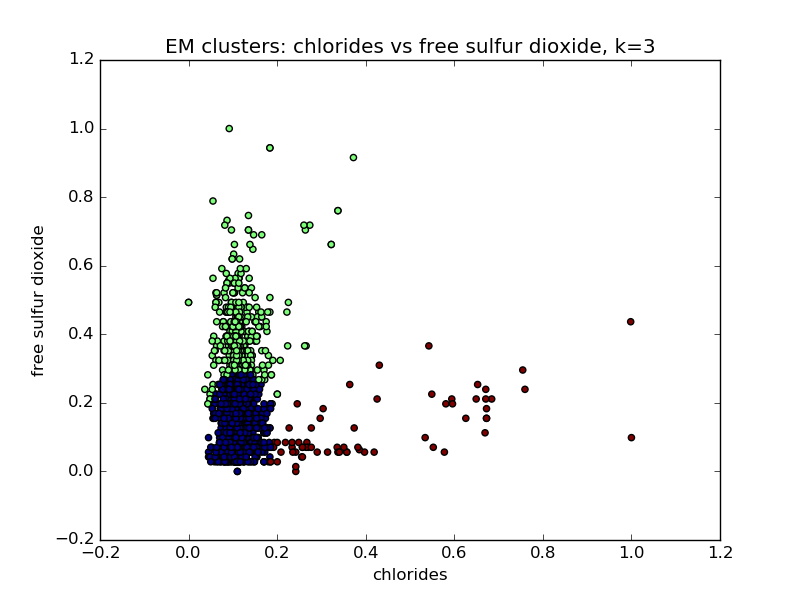 EM clusters: chlorides vs free sulfur dioxide, k=3
1.2
1.0
0.8
0.6
0.4
0.2
0.0
−0.2
free sulfur dioxide
−0.2 0.0 0.2 0.4 0.6 0.8 1.0 1.2
chlorides